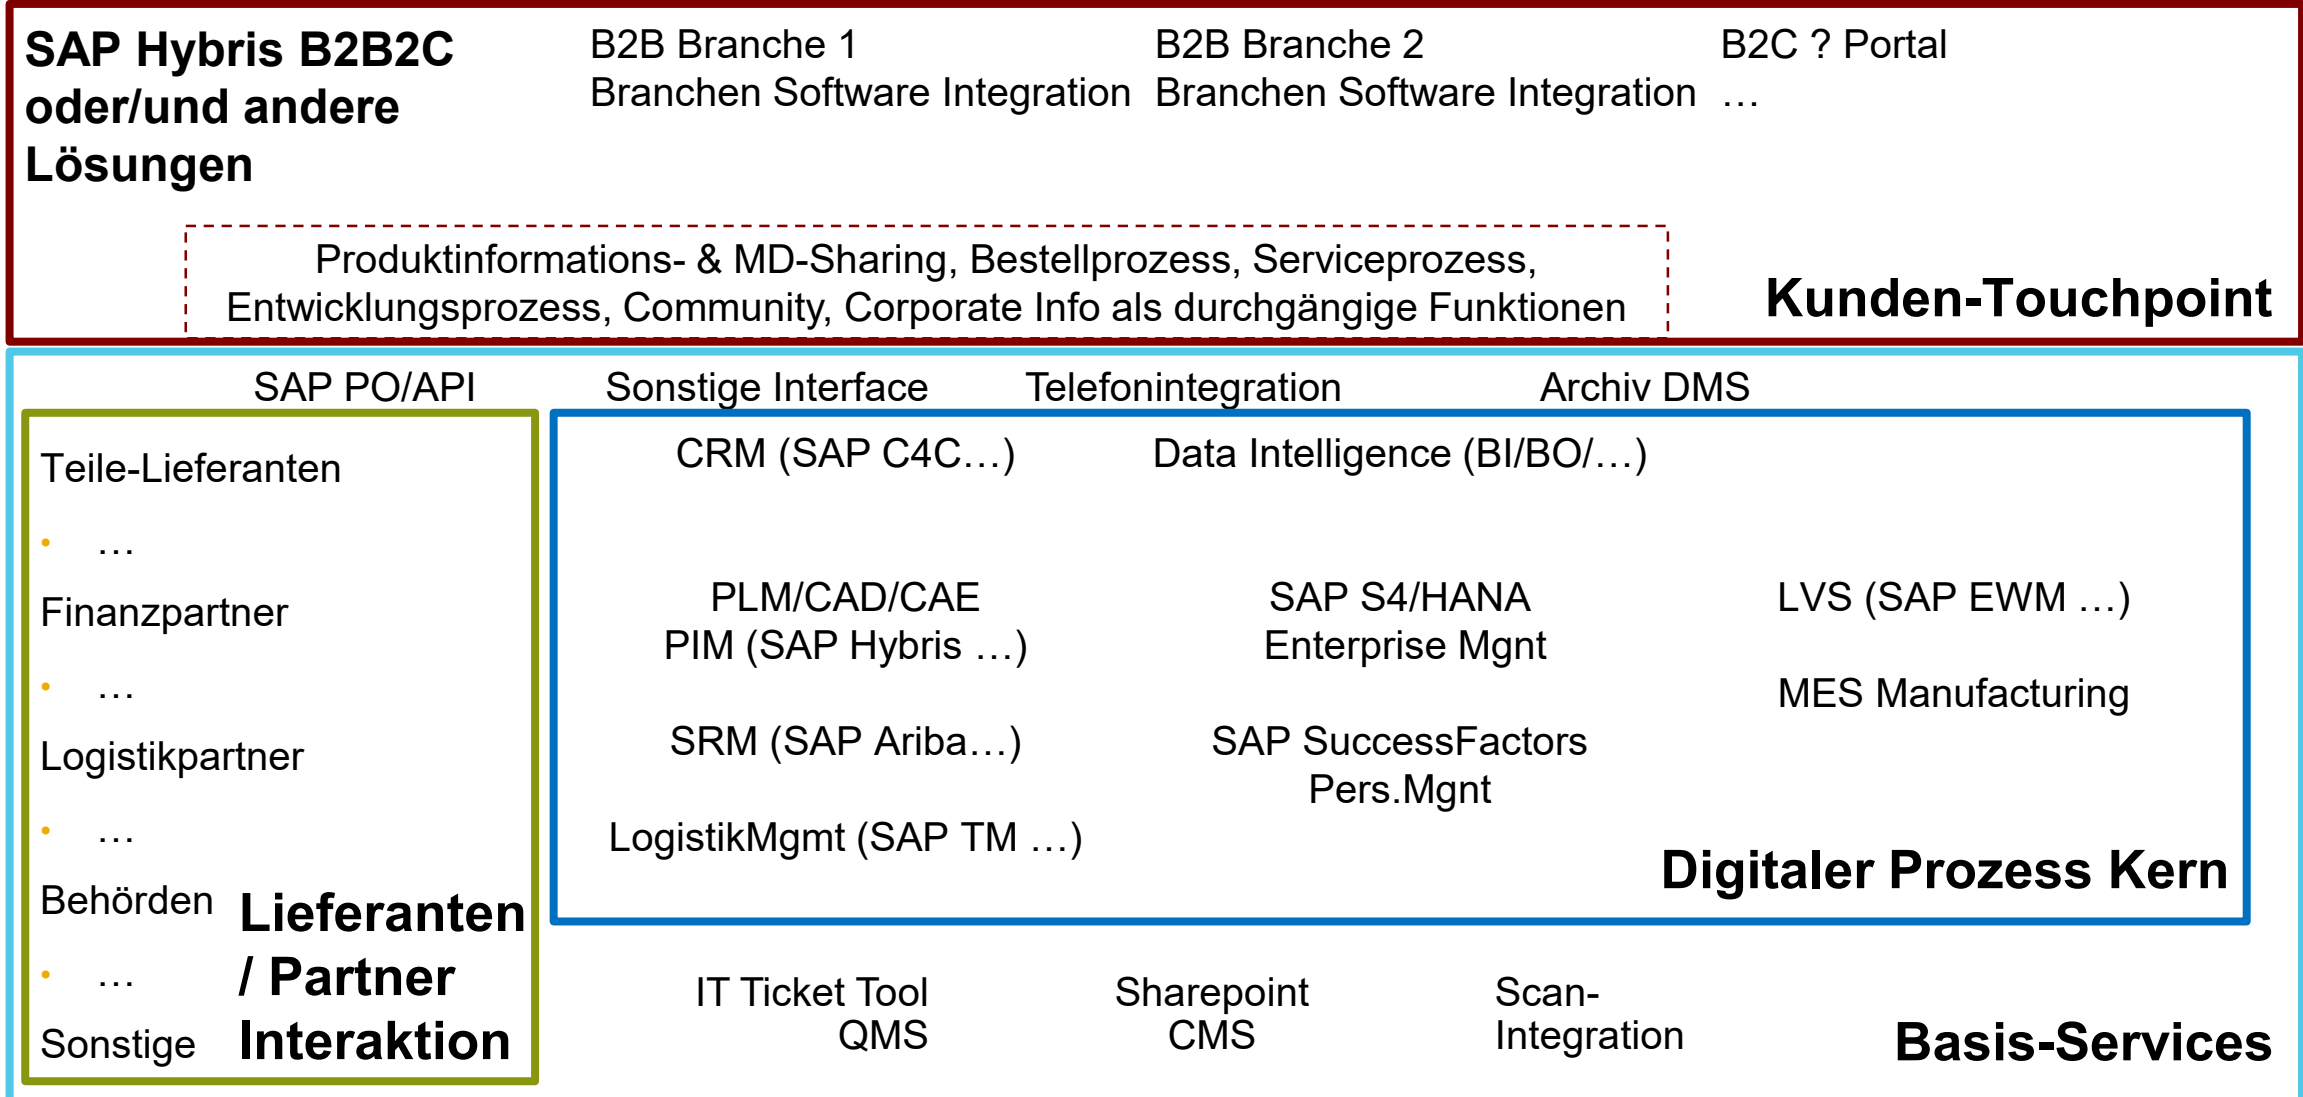 SAP Hybris B2B2C
oder/und andere
Lösungen
B2B Branche 1
Branchen Software Integration
B2B Branche 2
Branchen Software Integration
B2C ? Portal
…
Produktinformations- & MD-Sharing, Bestellprozess, Serviceprozess,
Entwicklungsprozess, Community, Corporate Info als durchgängige Funktionen
Kunden-Touchpoint
SAP PO/API
Sonstige Interface
Telefonintegration
Archiv DMS
Teile-Lieferanten
• …
Finanzpartner
• …
Logistikpartner
• …
Behörden
• …
Sonstige
Lieferanten
/ Partner
Interaktion
CRM (SAP C4C…)
Data Intelligence (BI/BO/…)
PLM/CAD/CAE
PIM (SAP Hybris …)
SAP S4/HANA
Enterprise Mgnt
LVS (SAP EWM …)
MES Manufacturing
SRM (SAP Ariba…)
SAP SuccessFactors
Pers.Mgnt
LogistikMgmt (SAP TM …)
Digitaler Prozess Kern
IT Ticket Tool
QMS
Sharepoint
CMS
Scan-
Integration
Basis-Services